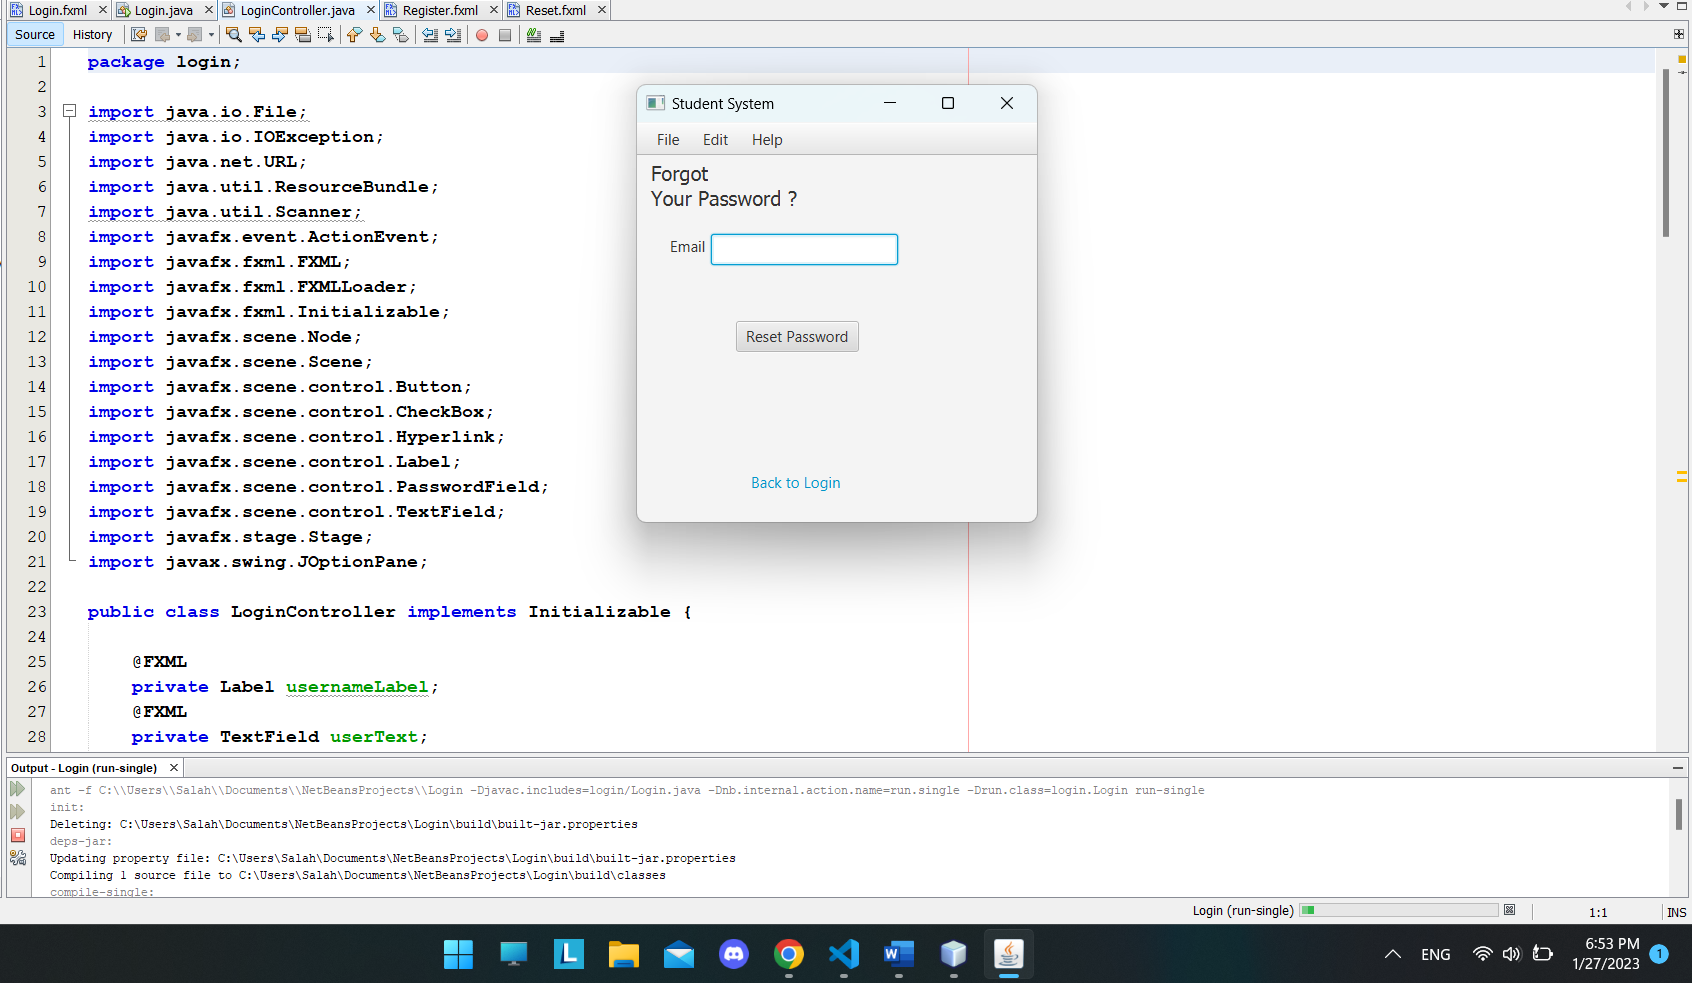 Login.fxml Login.java LoginController.java Register.fxml Reset.fxml
Source History
1 package login;
2
3 import java.io.File;
4 import java.io.IOException;
5 import java.net.URL;
6 import java.util.ResourceBundle;
7 import java.util.Scanner;
8 import javafx.event.ActionEvent;
9 import javafx.fxml.FXML;
10 import javafx.fxml.FXMLLoader;
11 import javafx.fxml.Initializable;
12 import javafx.scene.Node;
13 import javafx.scene.Scene;
14 import javafx.scene.control.Button;
15 import javafx.scene.control.CheckBox;
16 import javafx.scene.control.Hyperlink;
17 import javafx.scene.control.Label;
18 import javafx.scene.control.PasswordField;
19 import javafx.scene.control.TextField;
20 import javafx.stage.Stage;
21 import javax.swing.JOptionPane;
22
23 public class LoginController implements Initializable {
24
25 @FXML
26 private Label usernameLabel;
27 @FXML
28 private TextField userText;
Student System
File Edit Help
Forgot
Your Password ?
Email
Reset Password
Back to Login
Output - Login (run-single)
ant -f C:\\Users\\Salah\\Documents\\NetBeansProjects\\Login -Djavac.includes=login/Login.java -Dnb.internal.action.name=run.single -Drun.class=login.Login run-single
init:
Deleting: C:\Users\Salah\Documents\NetBeansProjects\Login\build\built-jar.properties
deps-jar:
Updating property file: C:\Users\Salah\Documents\NetBeansProjects\Login\build\built-jar.properties
Compiling 1 source file to C:\Users\Salah\Documents\NetBeansProjects\Login\build\classes
compile-single:
Login (run-single) 1:1 INS
L W ENG 6:53 PM
1/27/2023 1